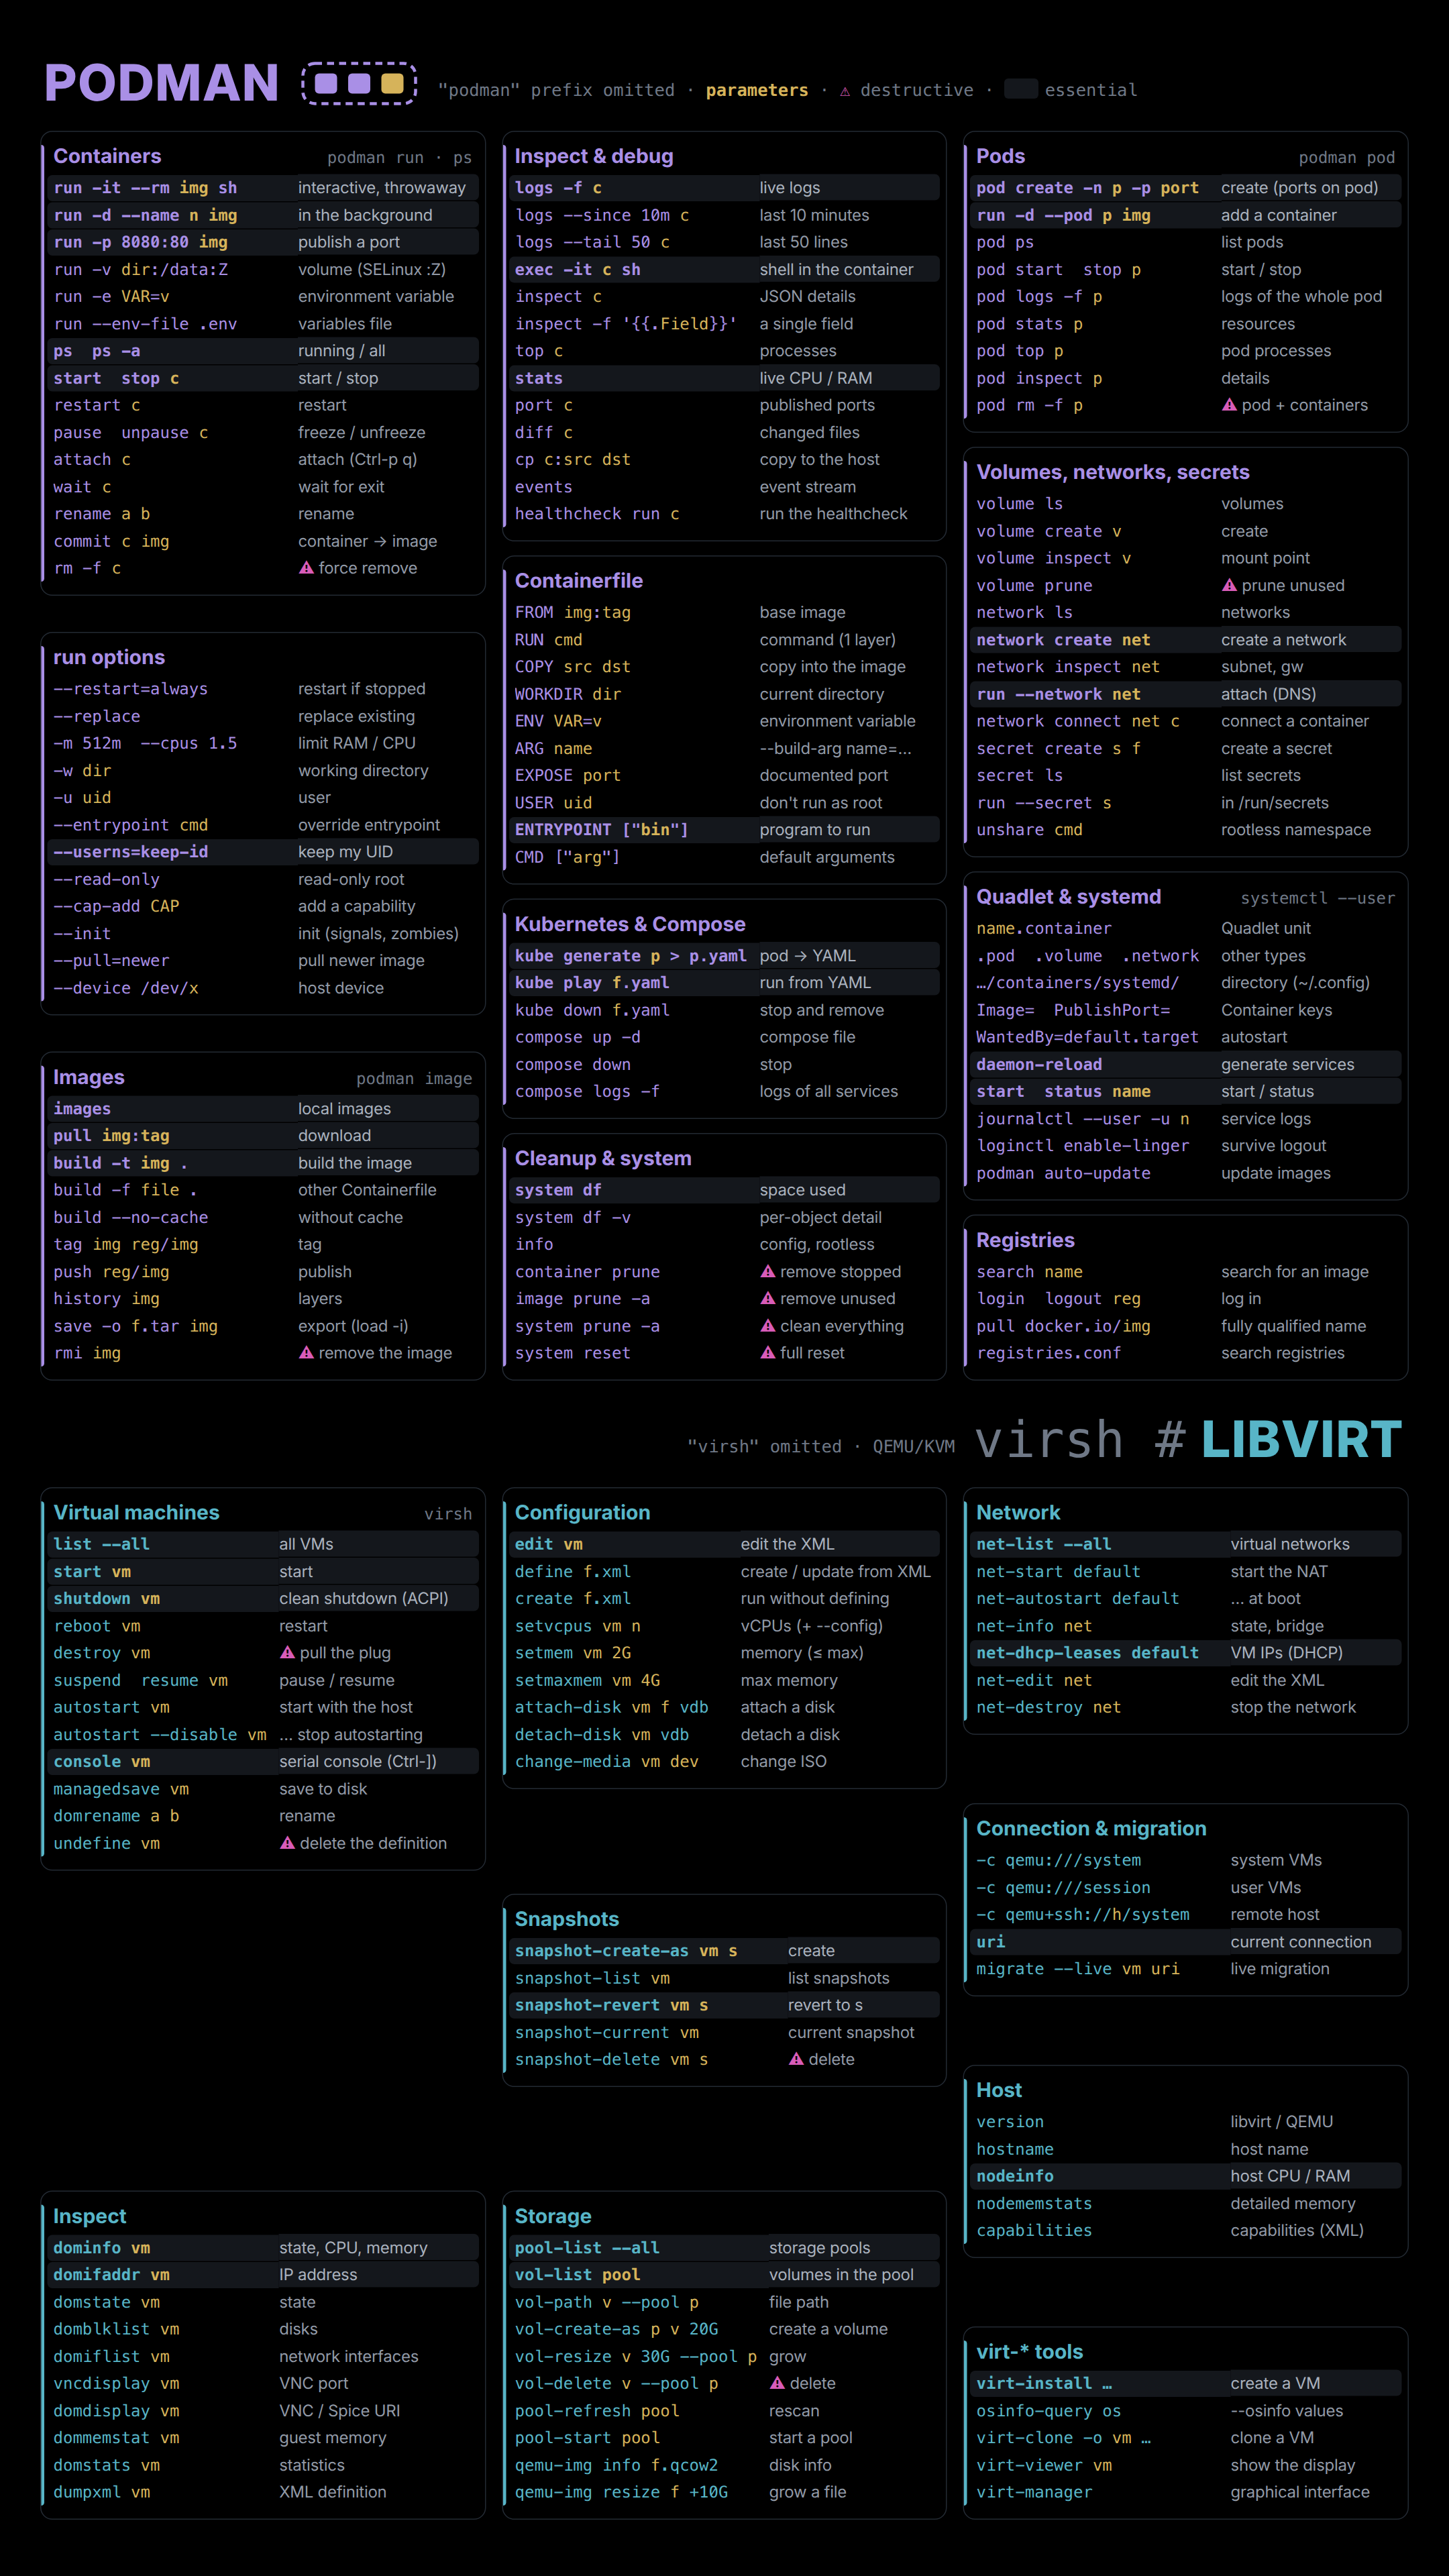 PODMAN "podman" prefix omitted · parameters · ⚠ destructive · essential
Containers podman run · ps
run -it --rm img sh interactive, throwaway
run -d --name n img in the background
run -p 8080:80 img publish a port
run -v dir:/data:Z volume (SELinux :Z)
run -e VAR=v environment variable
run --env-file .env variables file
ps ps -a running / all
start stop c start / stop
restart c restart
pause unpause c freeze / unfreeze
attach c attach (Ctrl-p q)
wait c wait for exit
rename a b rename
commit c img container → image
rm -f c ⚠ force remove
run options
--restart=always restart if stopped
--replace replace existing
-m 512m --cpus 1.5 limit RAM / CPU
-w dir working directory
-u uid user
--entrypoint cmd override entrypoint
--userns=keep-id keep my UID
--read-only read-only root
--cap-add CAP add a capability
--init init (signals, zombies)
--pull=newer pull newer image
--device /dev/x host device
Images podman image
images local images
pull img:tag download
build -t img . build the image
build -f file . other Containerfile
build --no-cache without cache
tag img reg/img tag
push reg/img publish
history img layers
save -o f.tar img export (load -i)
rmi img ⚠ remove the image
Inspect & debug
logs -f c live logs
logs --since 10m c last 10 minutes
logs --tail 50 c last 50 lines
exec -it c sh shell in the container
inspect c JSON details
inspect -f '{{.Field}}' a single field
top c processes
stats live CPU / RAM
port c published ports
diff c changed files
cp c:src dst copy to the host
events event stream
healthcheck run c run the healthcheck
Containerfile
FROM img:tag base image
RUN cmd command (1 layer)
COPY src dst copy into the image
WORKDIR dir current directory
ENV VAR=v environment variable
ARG name --build-arg name=…
EXPOSE port documented port
USER uid don't run as root
ENTRYPOINT ["bin"] program to run
CMD ["arg"] default arguments
Kubernetes & Compose
kube generate p > p.yaml pod → YAML
kube play f.yaml run from YAML
kube down f.yaml stop and remove
compose up -d compose file
compose down stop
compose logs -f logs of all services
Cleanup & system
system df space used
system df -v per-object detail
info config, rootless
container prune ⚠ remove stopped
image prune -a ⚠ remove unused
system prune -a ⚠ clean everything
system reset ⚠ full reset
Pods podman pod
pod create -n p -p port create (ports on pod)
run -d --pod p img add a container
pod ps list pods
pod start stop p start / stop
pod logs -f p logs of the whole pod
pod stats p resources
pod top p pod processes
pod inspect p details
pod rm -f p ⚠ pod + containers
Volumes, networks, secrets
volume ls volumes
volume create v create
volume inspect v mount point
volume prune ⚠ prune unused
network ls networks
network create net create a network
network inspect net subnet, gw
run --network net attach (DNS)
network connect net c connect a container
secret create s f create a secret
secret ls list secrets
run --secret s in /run/secrets
unshare cmd rootless namespace
Quadlet & systemd systemctl --user
name.container Quadlet unit
.pod .volume .network other types
…/containers/systemd/ directory (~/.config)
Image= PublishPort= Container keys
WantedBy=default.target autostart
daemon-reload generate services
start status name start / status
journalctl --user -u n service logs
loginctl enable-linger survive logout
podman auto-update update images
Registries
search name search for an image
login logout reg log in
pull docker.io/img fully qualified name
registries.conf search registries
"virsh" omitted · QEMU/KVM virsh # LIBVIRT
Virtual machines virsh
list --all all VMs
start vm start
shutdown vm clean shutdown (ACPI)
reboot vm restart
destroy vm ⚠ pull the plug
suspend resume vm pause / resume
autostart vm start with the host
autostart --disable vm … stop autostarting
console vm serial console (Ctrl-])
managedsave vm save to disk
domrename a b rename
undefine vm ⚠ delete the definition
Inspect
dominfo vm state, CPU, memory
domifaddr vm IP address
domstate vm state
domblklist vm disks
domiflist vm network interfaces
vncdisplay vm VNC port
domdisplay vm VNC / Spice URI
dommemstat vm guest memory
domstats vm statistics
dumpxml vm XML definition
Configuration
edit vm edit the XML
define f.xml create / update from XML
create f.xml run without defining
setvcpus vm n vCPUs (+ --config)
setmem vm 2G memory (≤ max)
setmaxmem vm 4G max memory
attach-disk vm f vdb attach a disk
detach-disk vm vdb detach a disk
change-media vm dev change ISO
Snapshots
snapshot-create-as vm s create
snapshot-list vm list snapshots
snapshot-revert vm s revert to s
snapshot-current vm current snapshot
snapshot-delete vm s ⚠ delete
Storage
pool-list --all storage pools
vol-list pool volumes in the pool
vol-path v --pool p file path
vol-create-as p v 20G create a volume
vol-resize v 30G --pool p grow
vol-delete v --pool p ⚠ delete
pool-refresh pool rescan
pool-start pool start a pool
qemu-img info f.qcow2 disk info
qemu-img resize f +10G grow a file
Network
net-list --all virtual networks
net-start default start the NAT
net-autostart default … at boot
net-info net state, bridge
net-dhcp-leases default VM IPs (DHCP)
net-edit net edit the XML
net-destroy net stop the network
Connection & migration
-c qemu:///system system VMs
-c qemu:///session user VMs
-c qemu+ssh://h/system remote host
uri current connection
migrate --live vm uri live migration
Host
version libvirt / QEMU
hostname host name
nodeinfo host CPU / RAM
nodememstats detailed memory
capabilities capabilities (XML)
virt-* tools
virt-install … create a VM
osinfo-query os --osinfo values
virt-clone -o vm … clone a VM
virt-viewer vm show the display
virt-manager graphical interface